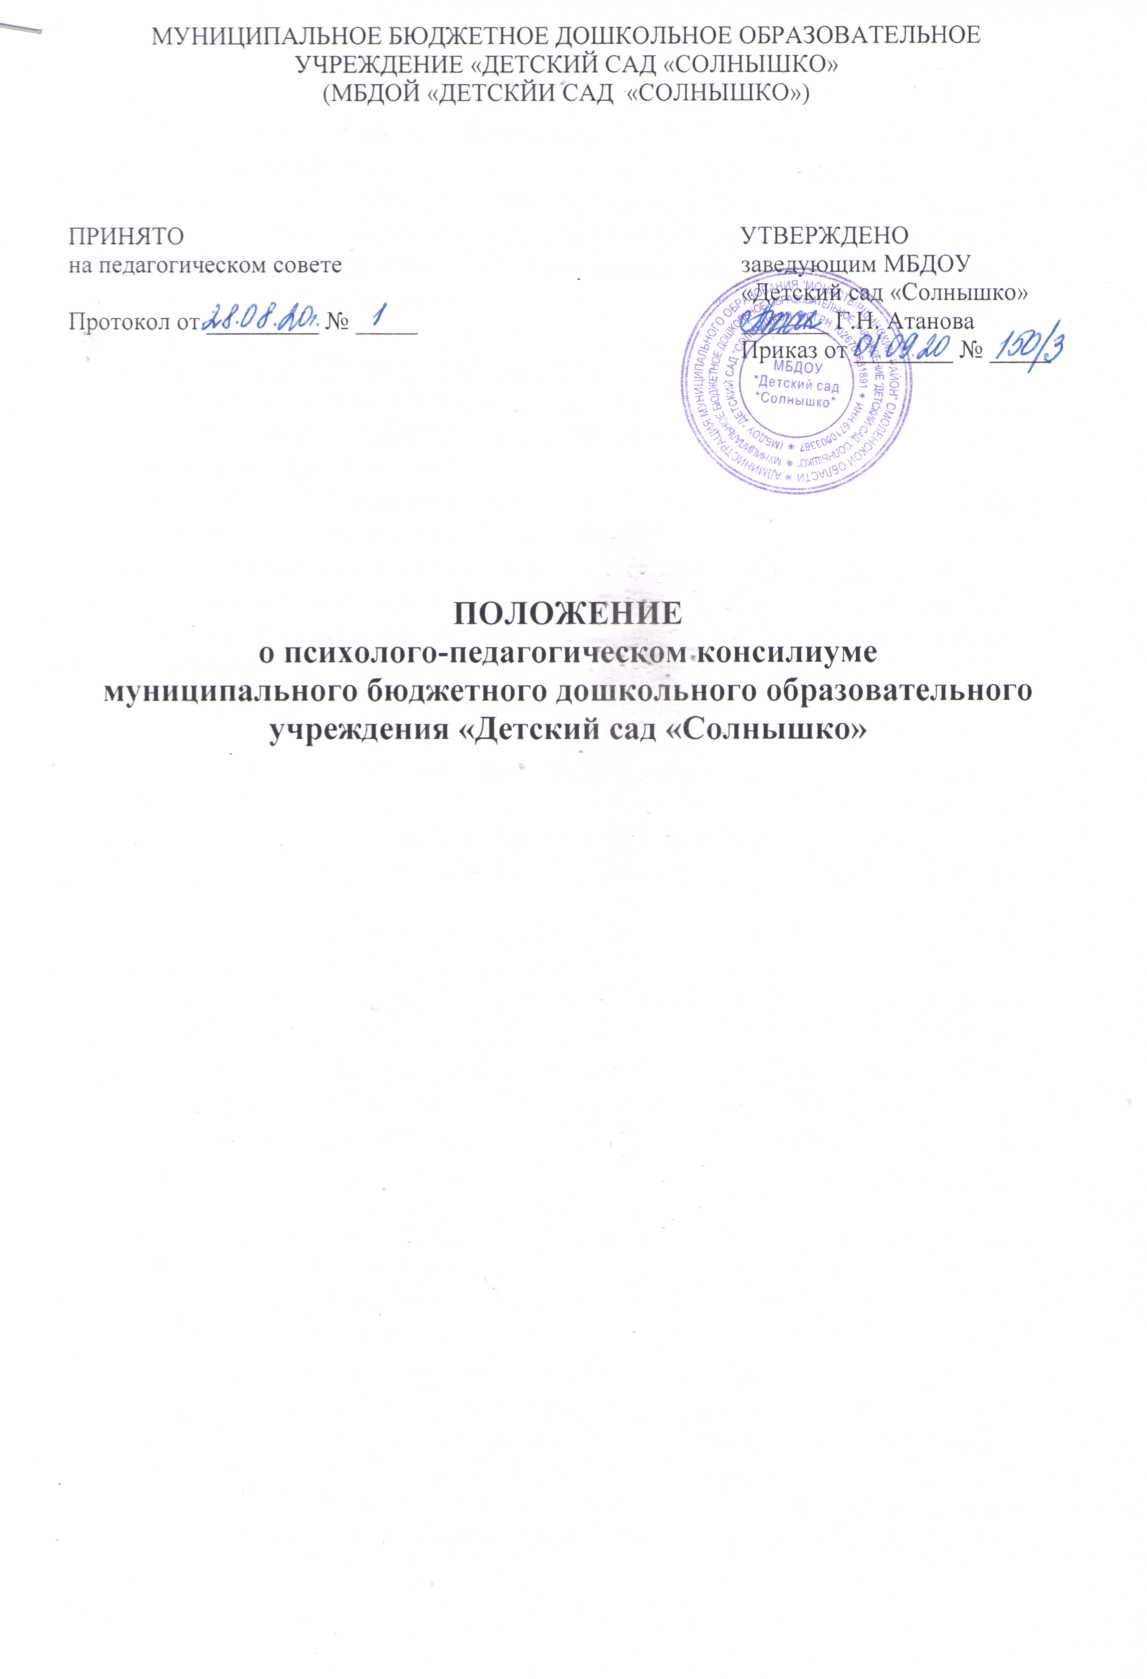 МУНИЦИПАЛЬНОЕ БЮДЖЕТНОЕ ДОШКОЛЬНОЕ ОБРАЗОВАТЕЛЬНОЕ
УЧРЕЖДЕНИЕ «ДЕТСКИЙ САД «СОЛНЫШКО»
(МБДОЙ «ДЕТСКЙИ САД «СОЛНЫШКО»)
ПРИНЯТО
на педагогическом совете
Протокол от 28.08.20г. № 1
УТВЕРЖДЕНО
заведующим МБДОУ
«Детский сад «Солнышко»
Г.Н. Атанова
Приказ от 01.09.20 № 150/3
МБДОУ
"Детский сад
"Солнышко"
ПОЛОЖЕНИЕ
о психолого-педагогическом консилиуме
муниципального бюджетного дошкольного образовательного
учреждения «Детский сад «Солнышко»